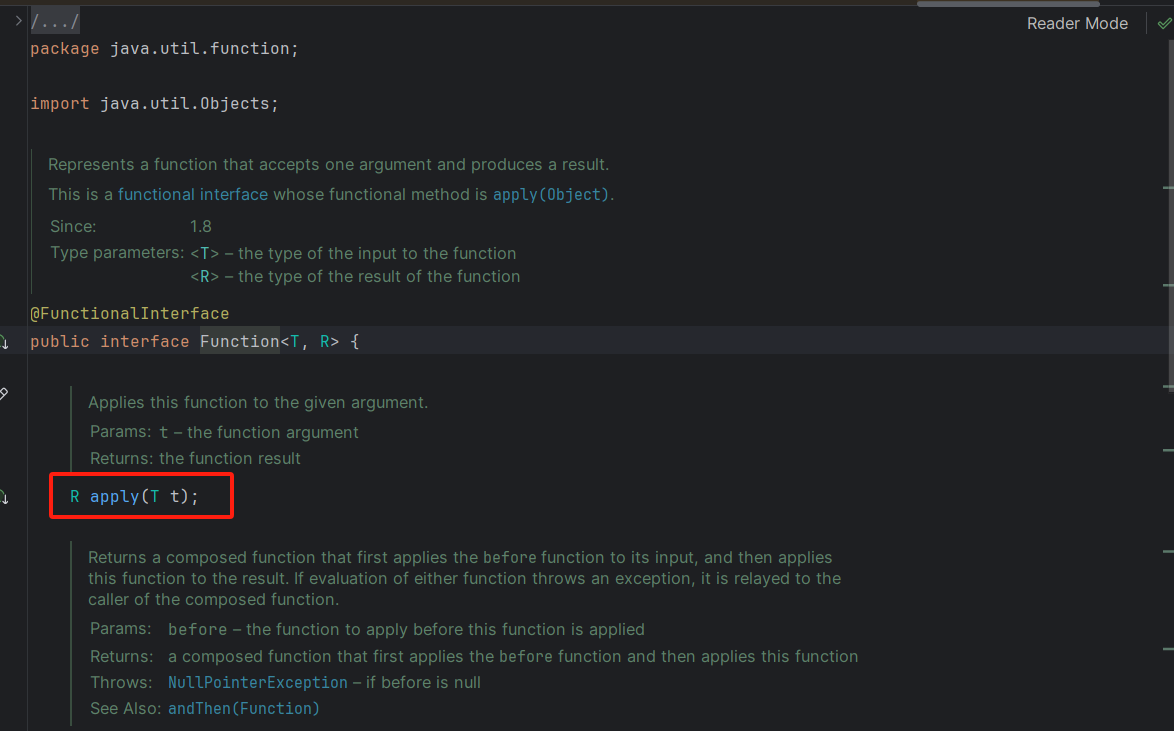 /.../
Reader Mode
package java.util.function;
import java.util.Objects;
Represents a function that accepts one argument and produces a result.
This is a functional interface whose functional method is apply(Object).
Since: 1.8
Type parameters: <T> – the type of the input to the function
<R> – the type of the result of the function
@FunctionalInterface
public interface Function<T, R> {
Applies this function to the given argument.
Params: t – the function argument
Returns: the function result
R apply(T t);
Returns a composed function that first applies the before function to its input, and then applies
this function to the result. If evaluation of either function throws an exception, it is relayed to the
caller of the composed function.
Params: before – the function to apply before this function is applied
Returns: a composed function that first applies the before function and then applies this function
Throws: NullPointerException – if before is null
See Also: andThen(Function)